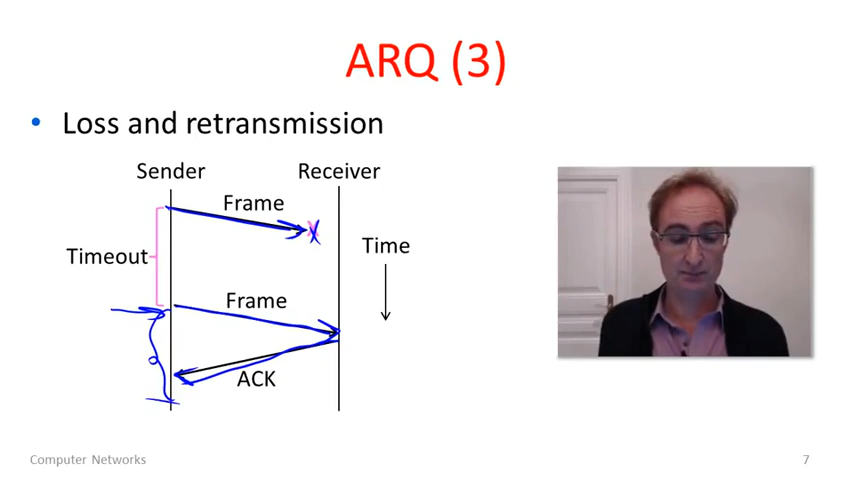 ARQ (3)
• Loss and retransmission
Sender
Receiver
Frame
Time
Timeout
Frame
ACK
Computer Networks
7